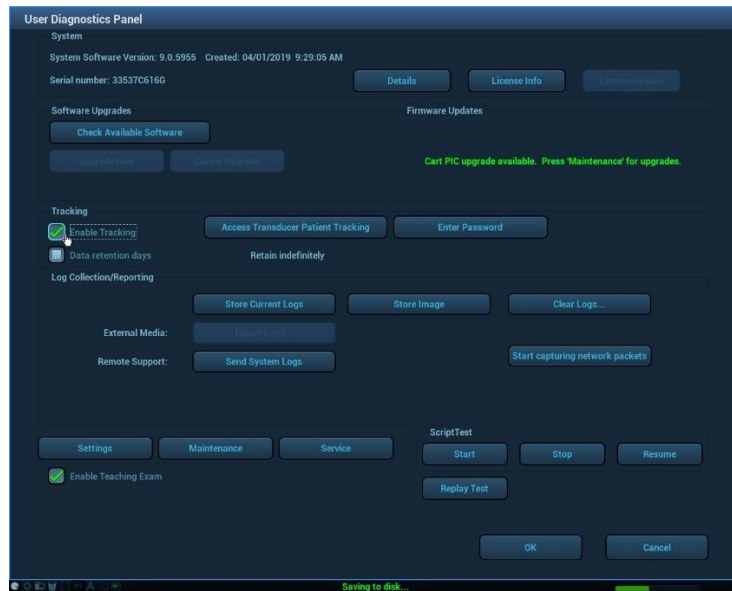 User Diagnostics Panel
System
System Software Version: 9.0.5955 Created: 04/01/2019 9:29:05 AM
Serial number: 33537C616G
Details
License Info
License Update
Software Upgrades
Check Available Software
Upgrade Now
Cancel Upgrade
Firmware Updates
Cart PIC upgrade available. Press 'Maintenance' for upgrades.
Tracking
Enable Tracking
Access Transducer Patient Tracking
Enter Password
Data retention days
Retain indefinitely
Log Collection/Reporting
Store Current Logs
Store Image
Clear Logs...
External Media:
Export Logs
Remote Support:
Send System Logs
Start capturing network packets
Settings
Maintenance
Service
Enable Teaching Exam
ScriptTest
Start
Stop
Resume
Replay Test
OK
Cancel
Saving to disk...